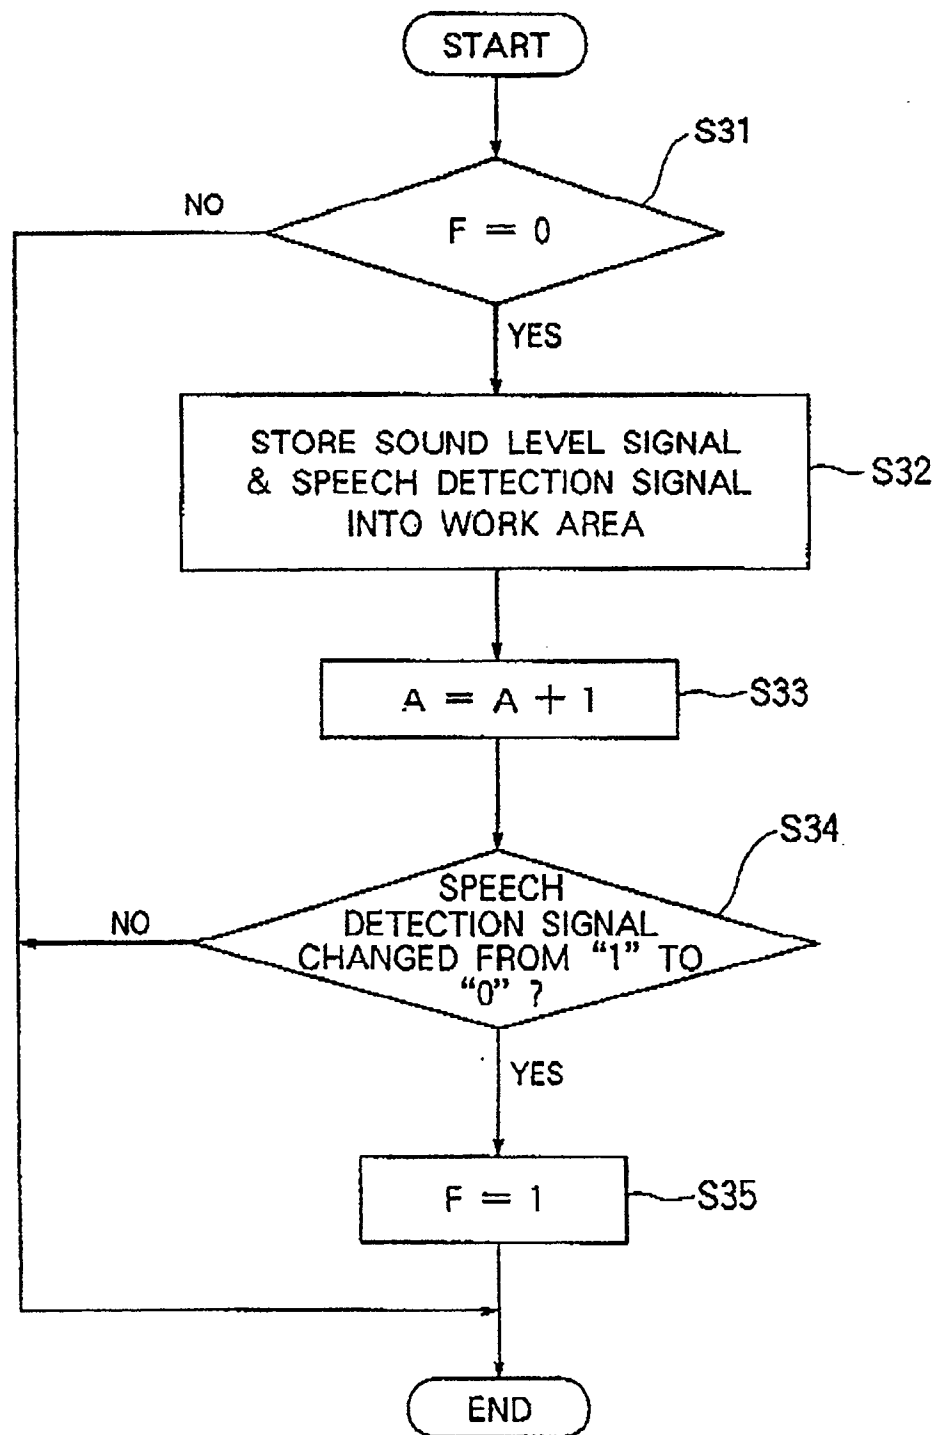 START
S31
NO
F = 0
YES
STORE SOUND LEVEL SIGNAL
& SPEECH DETECTION SIGNAL
INTO WORK AREA
S32
A = A + 1
S33
S34
SPEECH
DETECTION SIGNAL
CHANGED FROM “1” TO
“0” ?
NO
YES
F = 1
S35
END